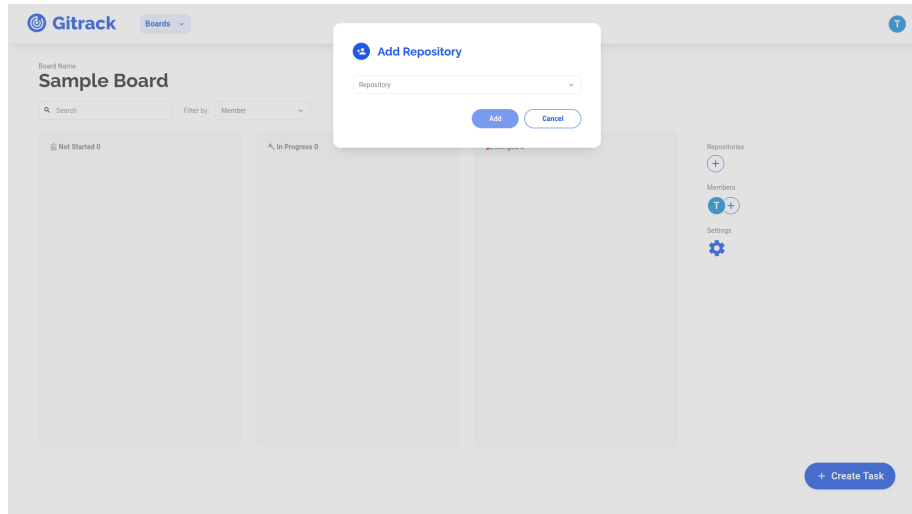 Gitrack
Boards
T
Add Repository
Repository
Add
Cancel
Board Name
Sample Board
Search
Filter by:
Member
Not Started 0
In Progress 0
Repositories
Members
T
Settings
+ Create Task